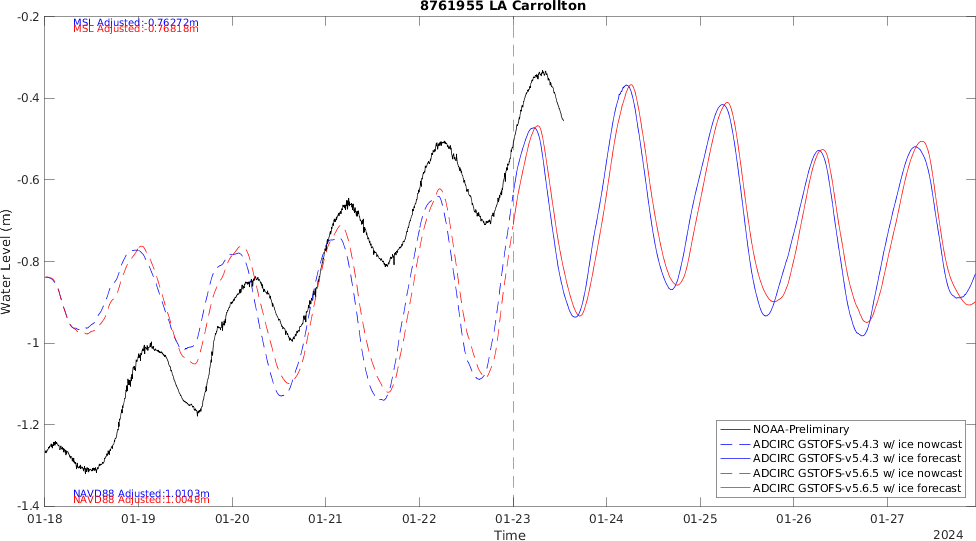 8761955 LA Carrollton
MSL Adjusted:-0.76272m
MSL Adjusted:-0.76818m
-0.2
-0.4
-0.6
-0.8
-1
-1.2
-1.4
Water Level (m)
NOAA-Preliminary
ADCIRC GSTOFS-v5.4.3 w/ ice nowcast
ADCIRC GSTOFS-v5.4.3 w/ ice forecast
ADCIRC GSTOFS-v5.6.5 w/ ice nowcast
ADCIRC GSTOFS-v5.6.5 w/ ice forecast
NAVD88 Adjusted:1.0103m
NAVD88 Adjusted:1.0048m
01-18 01-19 01-20 01-21 01-22 01-23 01-24 01-25 01-26 01-27
Time
2024